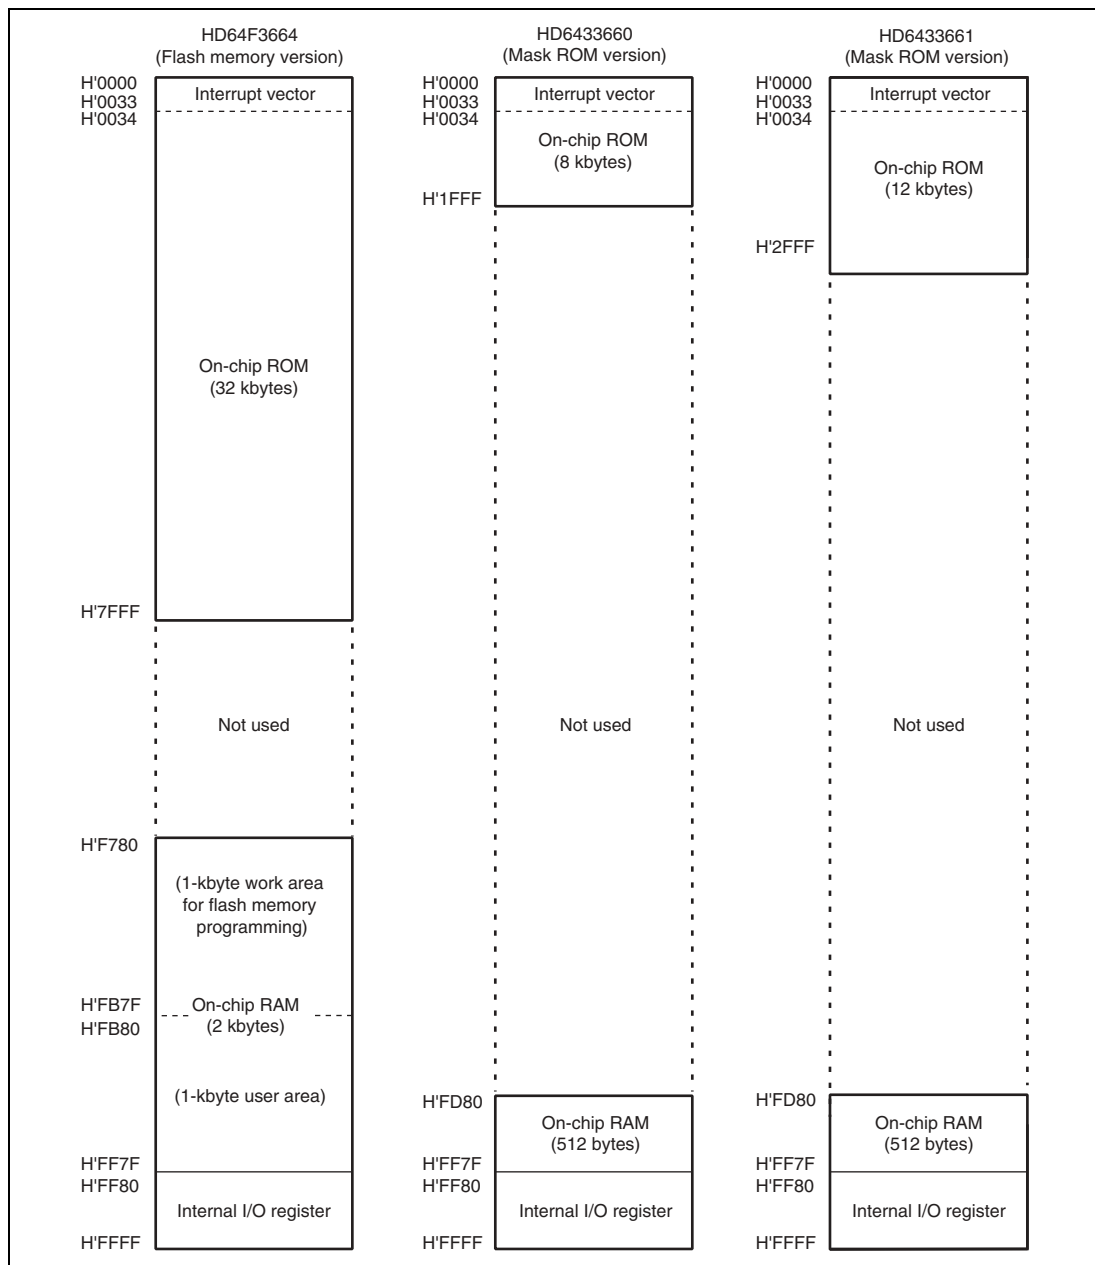 HD64F3664
(Flash memory version)
H'0000
H'0033
H'0034
Interrupt vector
On-chip ROM
(32 kbytes)
H'7FFF
Not used
H'F780
(1-kbyte work area
for flash memory
programming)
H'FB7F
H'FB80
On-chip RAM
(2 kbytes)
(1-kbyte user area)
H'FF7F
H'FF80
Internal I/O register
H'FFFF
HD6433660
(Mask ROM version)
H'0000
H'0033
H'0034
Interrupt vector
On-chip ROM
(8 kbytes)
H'1FFF
Not used
H'FD80
On-chip RAM
(512 bytes)
H'FF7F
H'FF80
Internal I/O register
H'FFFF
HD6433661
(Mask ROM version)
H'0000
H'0033
H'0034
Interrupt vector
On-chip ROM
(12 kbytes)
H'2FFF
Not used
H'FD80
On-chip RAM
(512 bytes)
H'FF7F
H'FF80
Internal I/O register
H'FFFF